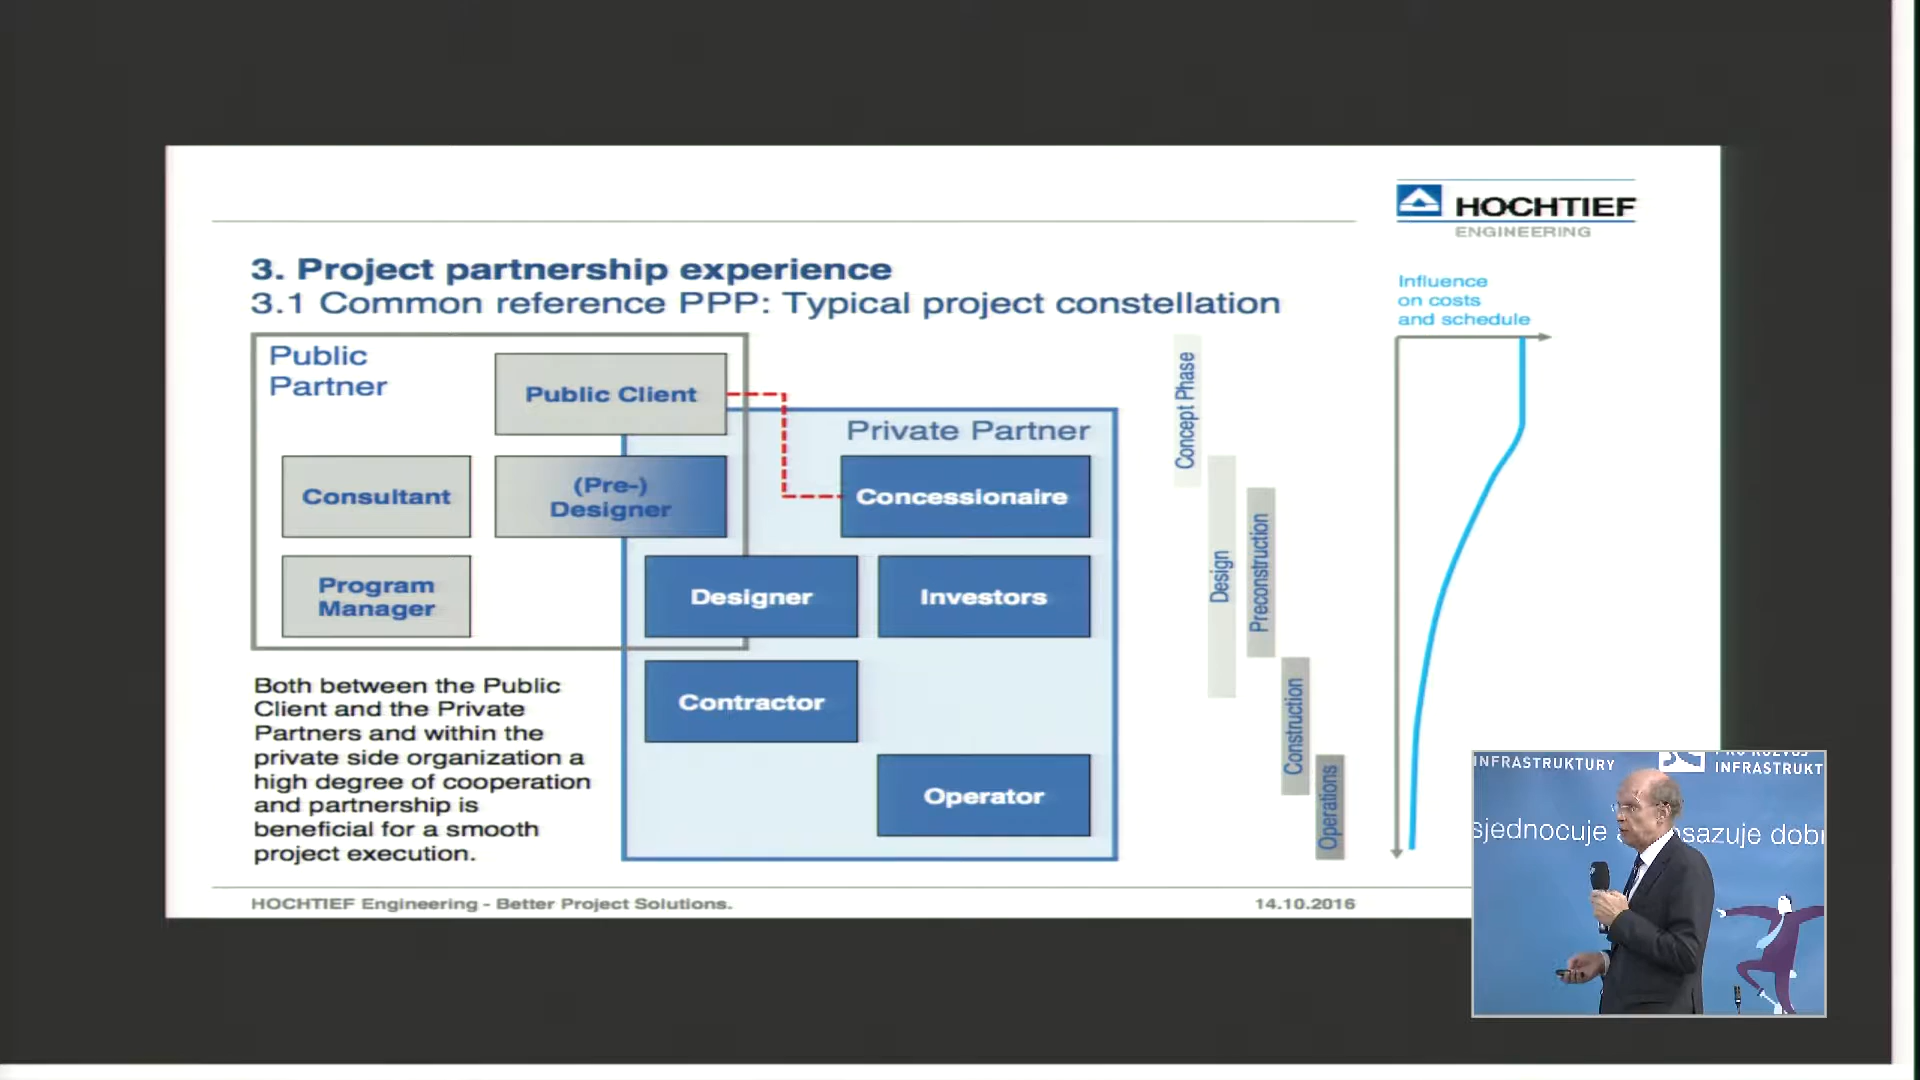 HOCHTIEF
ENGINEERING
3. Project partnership experience
3.1 Common reference PPP: Typical project constellation
Influence
on costs
and schedule
Public
Partner
Public Client
Private Partner
Consultant
(Pre-)
Designer
Concessionaire
Program
Manager
Designer
Investors
Contractor
Operator
Concept Phase
Design
Preconstruction
Construction
Operations
Both between the Public
Client and the Private
Partners and within the
private side organization a
high degree of cooperation
and partnership is
beneficial for a smooth
project execution.
HOCHTIEF Engineering - Better Project Solutions.
14.10.2016
INFRASTRUKTURY
INFRASTRUKT
sjednocuje